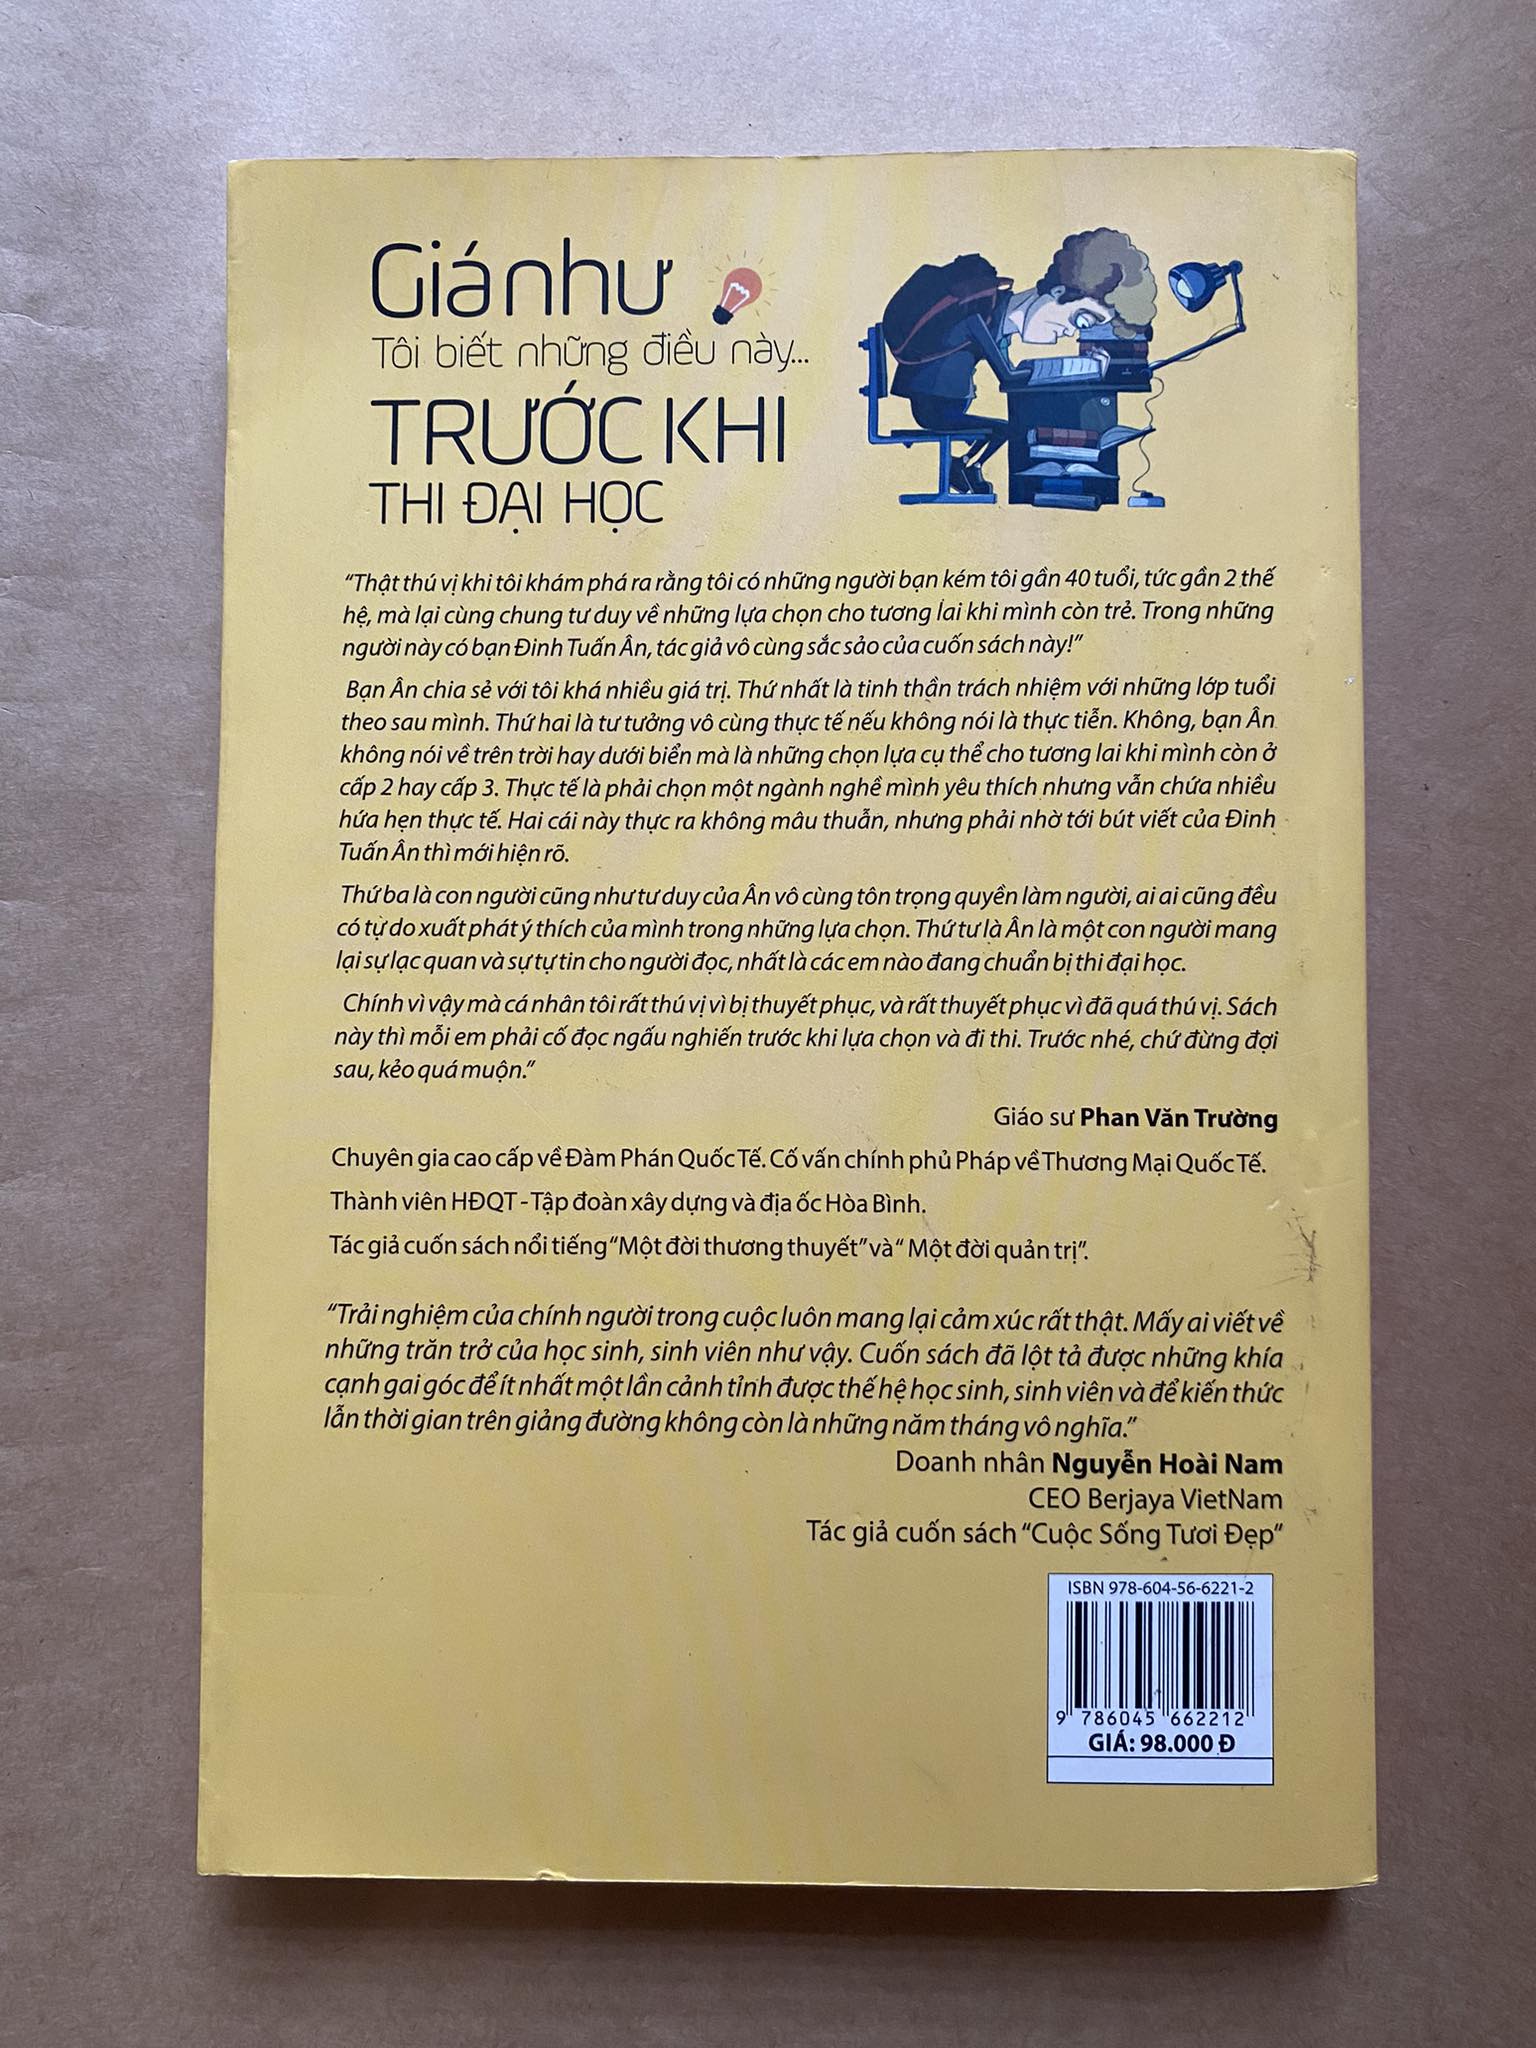 Giá như
Tôi biết những điều này...
TRƯỚC KHI
THI ĐẠI HỌC
“Thật thú vị khi tôi khám phá ra rằng tôi có những người bạn kém tôi gần 40 tuổi, tức gần 2 thế
hệ, mà lại cùng chung tư duy về những lựa chọn cho tương lai khi mình còn trẻ. Trong những
người này có bạn Đinh Tuấn Ân, tác giả vô cùng sắc sảo của cuốn sách này!”
Bạn Ân chia sẻ với tôi khá nhiều giá trị. Thứ nhất là tinh thần trách nhiệm với những lớp tuổi
theo sau mình. Thứ hai là tư tưởng vô cùng thực tế nếu không nói là thực tiễn. Không, bạn Ân
không nói về trên trời hay dưới biển mà là những chọn lựa cụ thể cho tương lai khi mình còn ở
cấp 2 hay cấp 3. Thực tế là phải chọn một ngành nghề mình yêu thích nhưng vẫn chứa nhiều
hứa hẹn thực tế. Hai cái này thực ra không mâu thuẫn, nhưng phải nhờ tới bút viết của Đinh
Tuấn Ân thì mới hiện rõ.
Thứ ba là con người cũng như tư duy của Ân vô cùng tôn trọng quyền làm người, ai ai cũng đều
có tự do xuất phát ý thích của mình trong những lựa chọn. Thứ tư là Ân là một con người mang
lại sự lạc quan và sự tự tin cho người đọc, nhất là các em nào đang chuẩn bị thi đại học.
Chính vì vậy mà cá nhân tôi rất thú vị vì bị thuyết phục, và rất thuyết phục vì đã quá thú vị. Sách
này thì mỗi em phải cố đọc ngấu nghiến trước khi lựa chọn và đi thi. Trước nhé, chứ đừng đợi
sau, kẻo quá muộn.”
Giáo sư Phan Văn Trường
Chuyên gia cao cấp về Đàm Phán Quốc Tế. Cố vấn chính phủ Pháp về Thương Mại Quốc Tế.
Thành viên HĐQT - Tập đoàn xây dựng và địa ốc Hòa Bình.
Tác giả cuốn sách nổi tiếng “Một đời thương thuyết” và “ Một đời quản trị”.
“Trải nghiệm của chính người trong cuộc luôn mang lại cảm xúc rất thật. Mấy ai viết về
những trăn trở của học sinh, sinh viên như vậy. Cuốn sách đã lột tả được những khía
cạnh gai góc để ít nhất một lần cảnh tỉnh được thế hệ học sinh, sinh viên và để kiến thức
lẫn thời gian trên giảng đường không còn là những năm tháng vô nghĩa.”
Doanh nhân Nguyễn Hoài Nam
CEO Berjaya VietNam
Tác giả cuốn sách “Cuộc Sống Tươi Đẹp“
ISBN 978-604-56-6221-2
9 786045 662212
GIÁ: 98.000 Đ